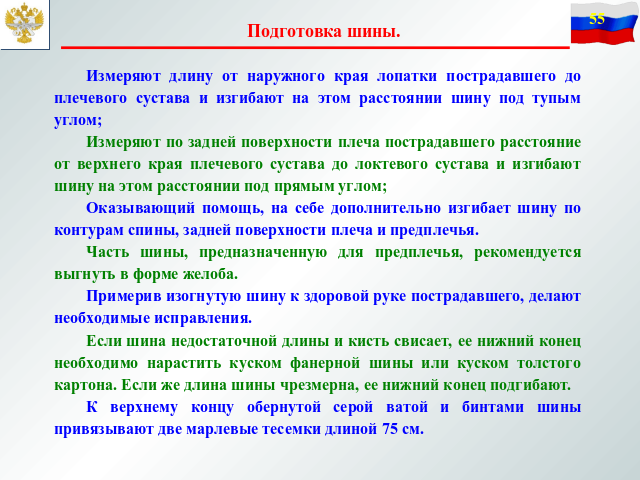 55
Подготовка шины.
Измеряют длину от наружного края лопатки пострадавшего до
плечевого сустава и изгибают на этом расстоянии шину под тупым
углом;
Измеряют по задней поверхности плеча пострадавшего расстояние
от верхнего края плечевого сустава до локтевого сустава и изгибают
шину на этом расстоянии под прямым углом;
Оказывающий помощь, на себе дополнительно изгибает шину по
контурам спины, задней поверхности плеча и предплечья.
Часть шины, предназначенную для предплечья, рекомендуется
выгнуть в форме желоба.
Примерив изогнутую шину к здоровой руке пострадавшего, делают
необходимые исправления.
Если шина недостаточной длины и кисть свисает, ее нижний конец
необходимо нарастить куском фанерной шины или куском толстого
картона. Если же длина шины чрезмерна, ее нижний конец подгибают.
К верхнему концу обернутой серой ватой и бинтами шины
привязывают две марлевые тесемки длиной 75 см.